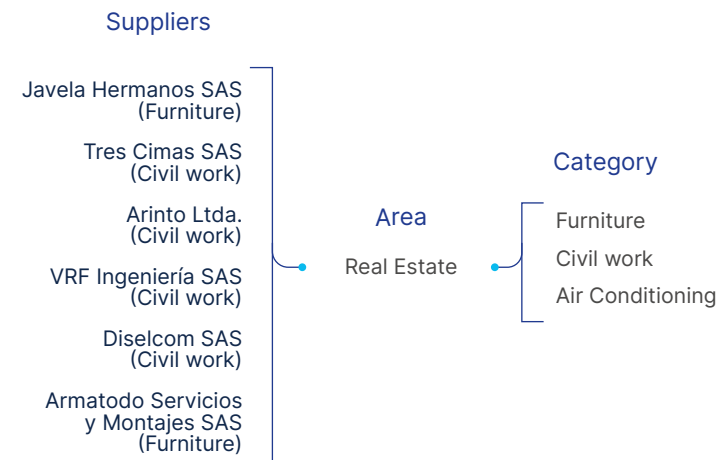 Suppliers
Javela Hermanos SAS
(Furniture)
Tres Cimas SAS
(Civil work)
Arinto Ltda.
(Civil work)
VRF Ingeniería SAS
(Civil work)
Diselcom SAS
(Civil work)
Armatodo Servicios
y Montajes SAS
(Furniture)
Area
Real Estate
Category
Furniture
Civil work
Air Conditioning